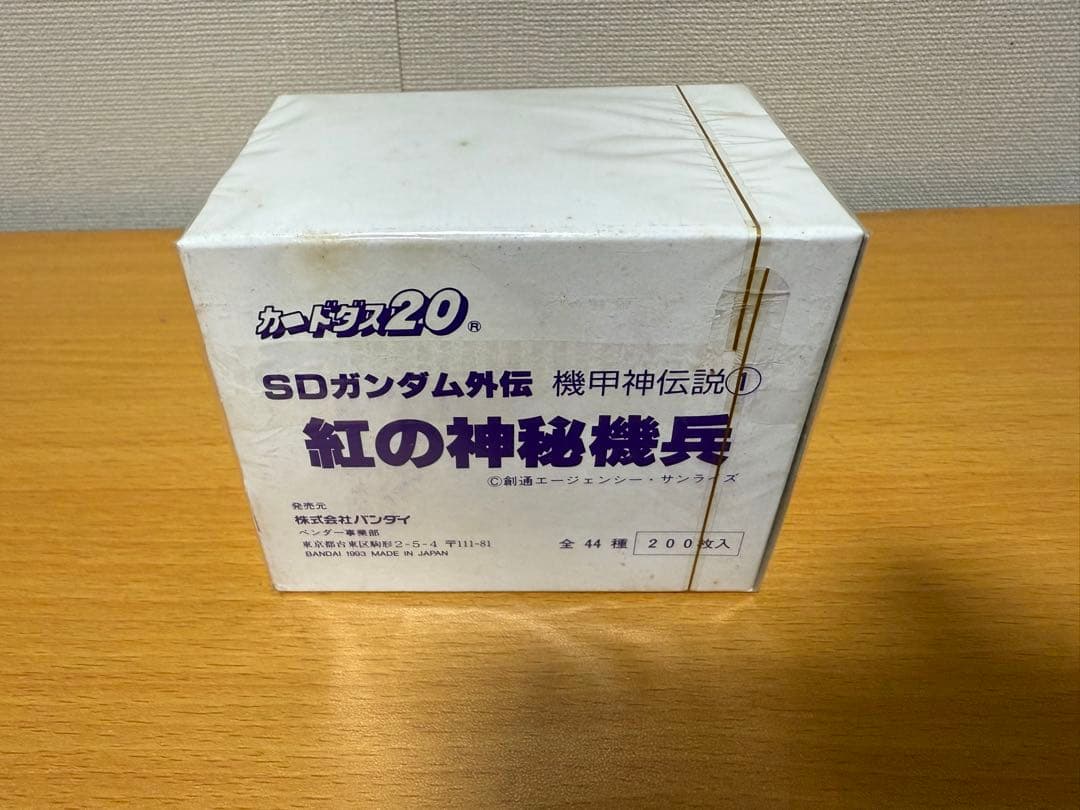 カードダス20®
SDガンダム外伝 機甲神伝説①
紅の神秘機兵
©創通エージェンシー・サンライズ
発売元
株式会社バンダイ
ベンダー事業部
東京都台東区駒形2-5-4 〒111-81
BANDAI 1993 MADE IN JAPAN
全44種 200枚入